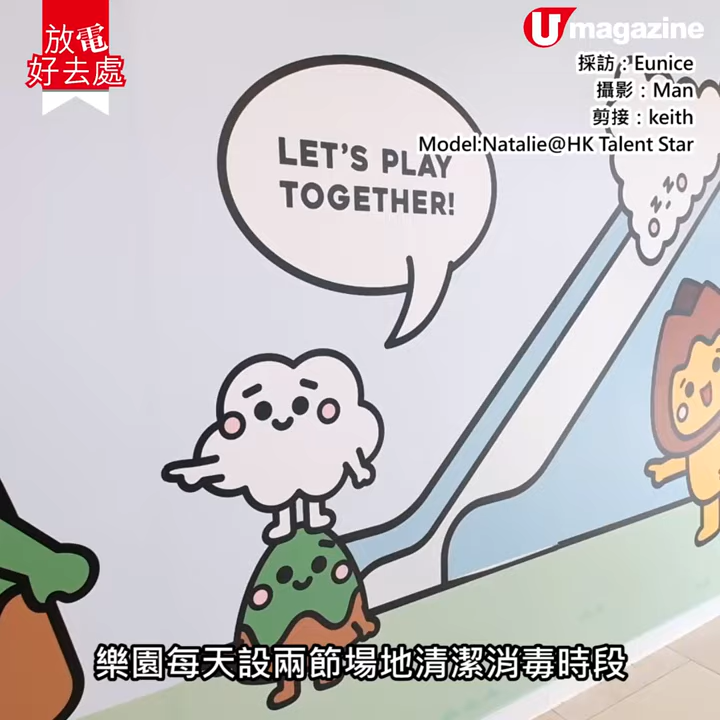 放電
好去處
U magazine
採訪：Eunice
攝影：Man
剪接：keith
Model:Natalie@HK Talent Star
LET'S PLAY
TOGETHER!
zzz
樂園每天設兩節場地清潔消毒時段